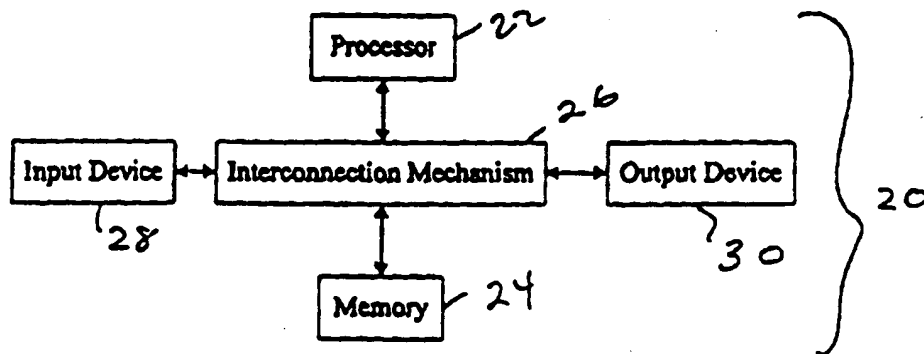 Processor
22
26
Input Device
Interconnection Mechanism
Output Device
20
28
30
Memory
24